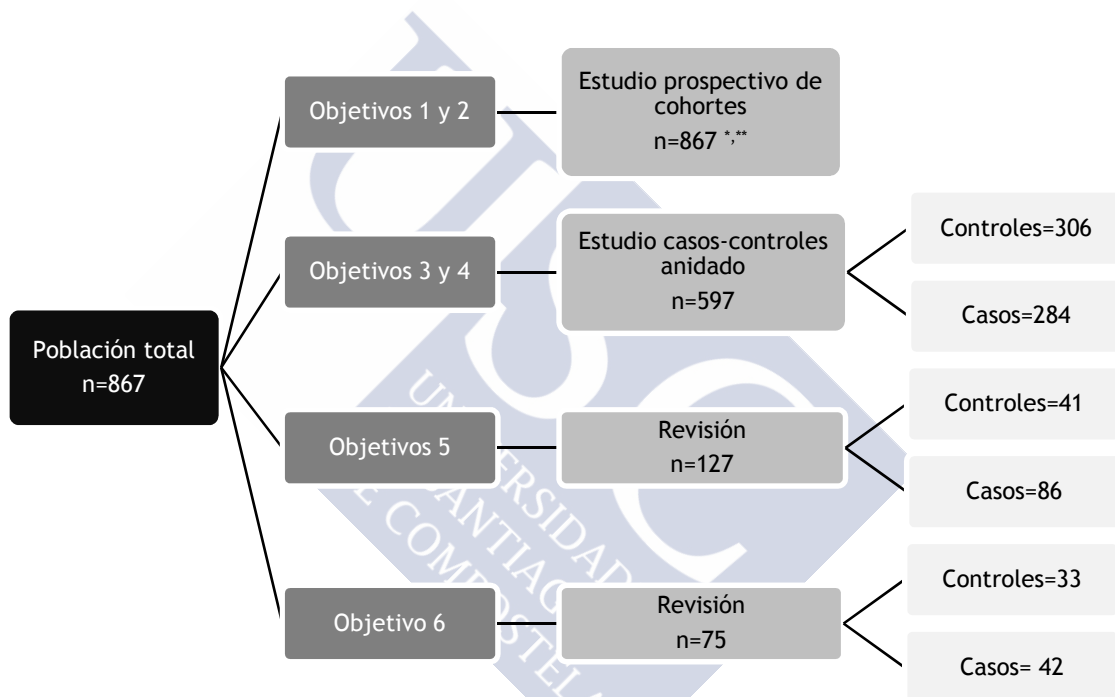 Población total
n=867
Objetivos 1 y 2
Estudio prospectivo de
cohortes
n=867 *,**
Objetivos 3 y 4
Estudio casos-controles
anidado
n=597
Controles=306
Casos=284
Objetivos 5
Revisión
n=127
Controles=41
Casos=86
Objetivo 6
Revisión
n=75
Controles=33
Casos= 42
USC